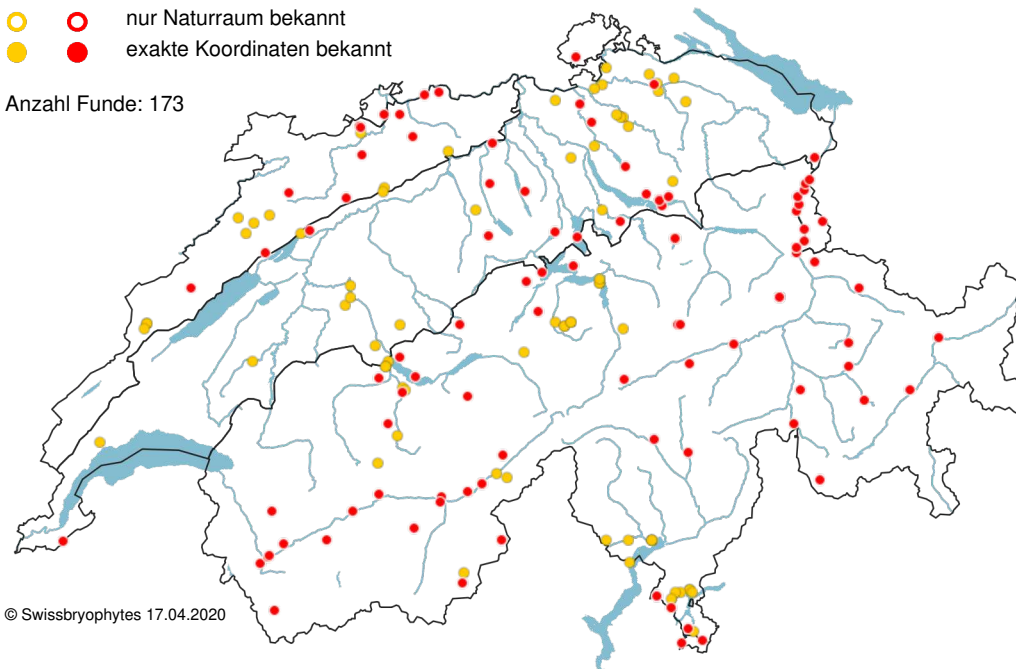 nur Naturraum bekannt
exakte Koordinaten bekannt
Anzahl Funde: 173
© Swissbryophytes 17.04.2020